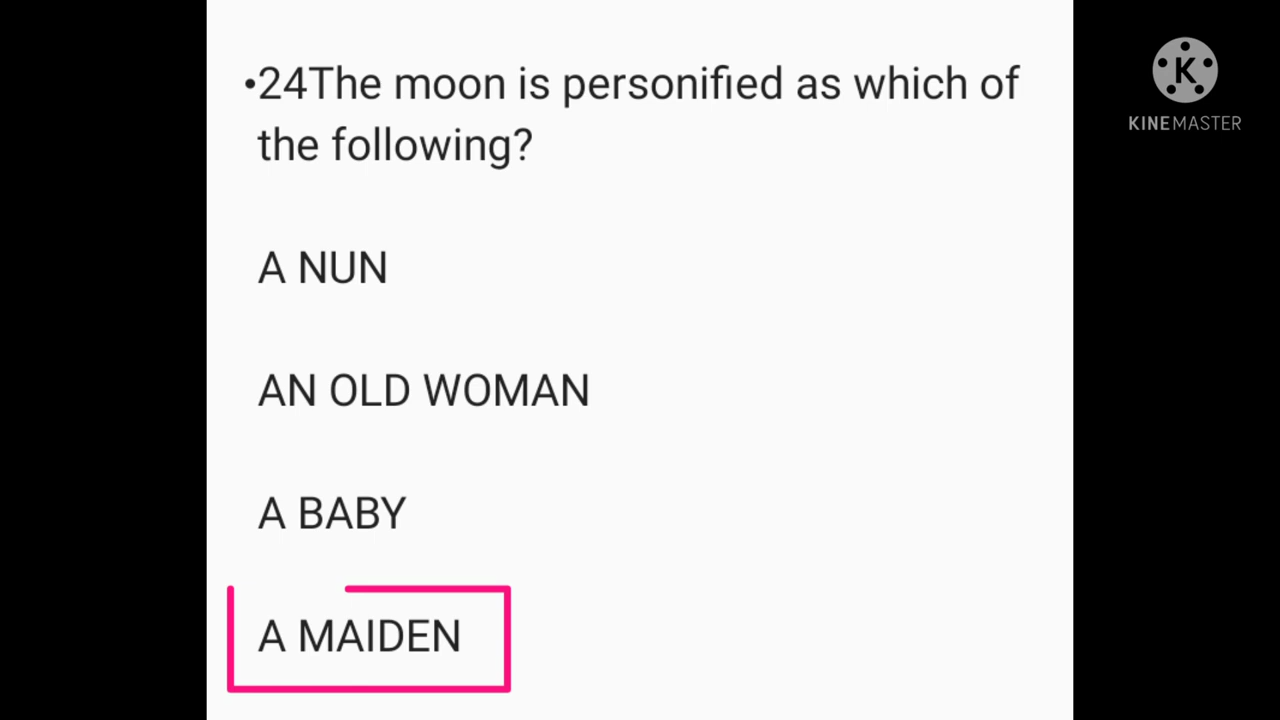 •24The moon is personified as which of
the following?
A NUN
AN OLD WOMAN
A BABY
A MAIDEN
K
KINEMASTER